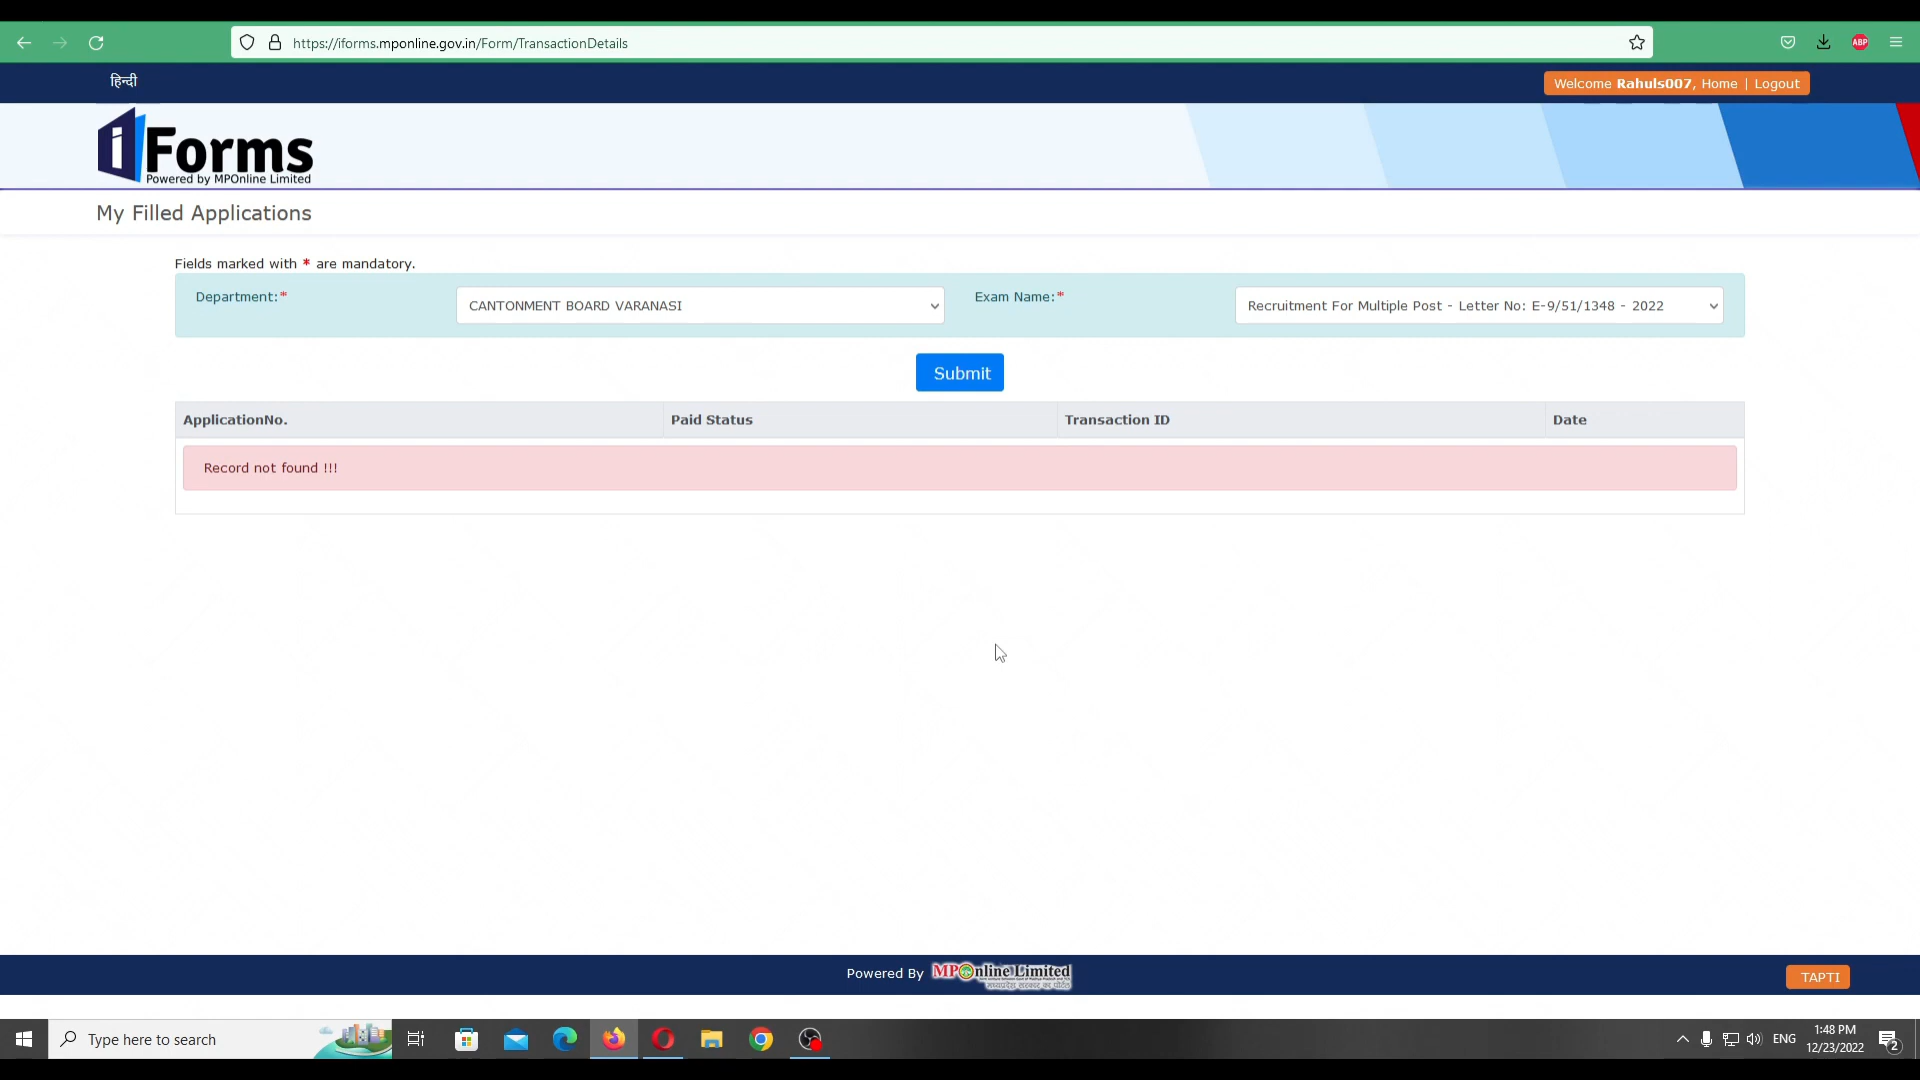 https://iforms.mponline.gov.in/Form/TransactionDetails
ABP
हिन्दी
Welcome Rahuls007, Home | Logout
iForms
Powered by MPOnline Limited
My Filled Applications
Fields marked with * are mandatory.
Department:* CANTONMENT BOARD VARANASI Exam Name:* Recruitment For Multiple Post - Letter No: E-9/51/1348 - 2022
Submit
ApplicationNo. Paid Status Transaction ID Date
Record not found !!!
Powered By MPOnline Limited
TAPTI
Type here to search
ENG
1:48 PM
12/23/2022
2